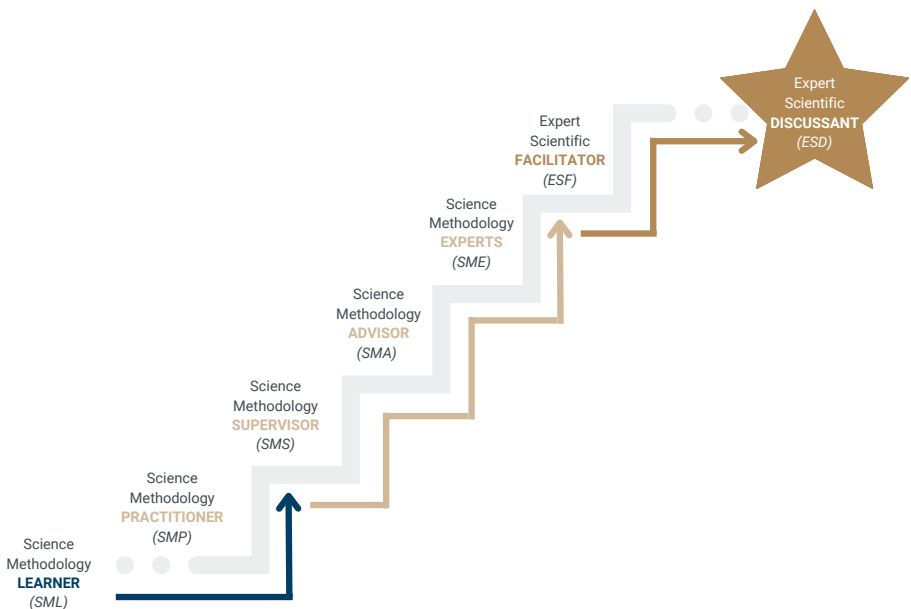 Expert
Scientific
DISCUSSANT
(ESD)
Expert
Scientific
FACILITATOR
(ESF)
Science
Methodology
EXPERTS
(SME)
Science
Methodology
ADVISOR
(SMA)
Science
Methodology
SUPERVISOR
(SMS)
Science
Methodology
PRACTITIONER
(SMP)
Science
Methodology
LEARNER
(SML)